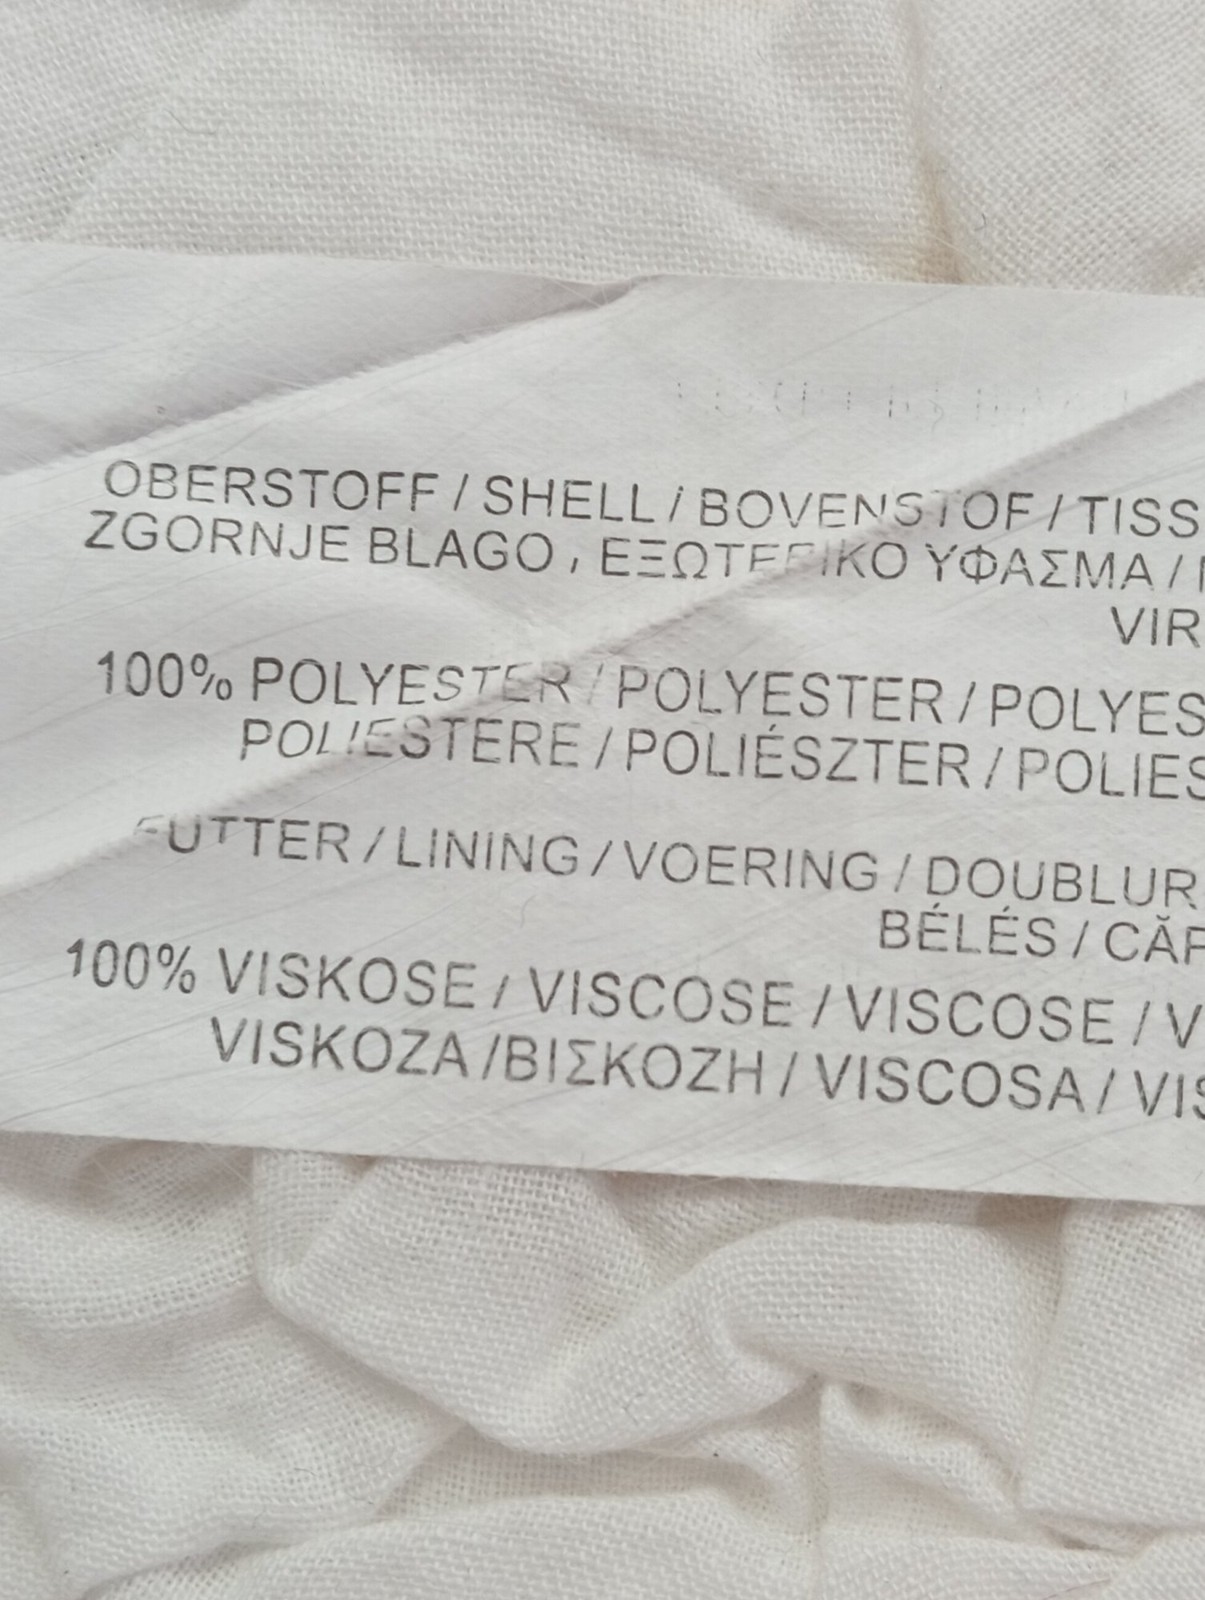 OBERSTOFF / SHELL / BOVENSTOF / TISS
ZGORNJE BLAGO / ΕΞΩΤΕΡΙΚΟ ΥΦΑΣΜΑ /
VIR
100% POLYESTER / POLYESTER / POLYES
POLIESTERE / POLIÉSZTER / POLIES
FUTTER / LINING / VOERING / DOUBLUR
BÉLÉS / CĂP
100% VISKOSE / VISCOSE / VISCOSE / V
VISKOZA / ΒΙΣΚΟΖΗ / VISCOSA / VIS